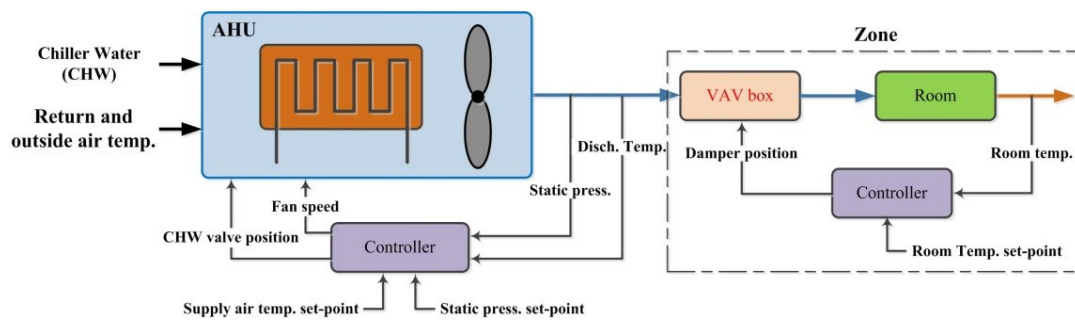 AHU
Zone
Chiller Water
(CHW)
VAV box
Room
Return and
outside air temp.
Disch. Temp.
Damper position
Room temp.
Static press.
Controller
Fan speed
CHW valve position
Controller
Room Temp. set-point
Supply air temp. set-point
Static press. set-point